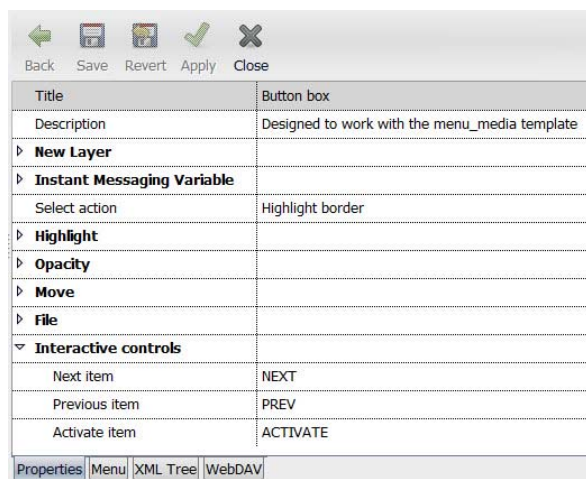 Back Save Revert Apply Close
Title Button box
Description Designed to work with the menu_media template
New Layer
Instant Messaging Variable
Select action Highlight border
Highlight
Opacity
Move
File
Interactive controls
Next item NEXT
Previous item PREV
Activate item ACTIVATE
Properties Menu XML Tree WebDAV